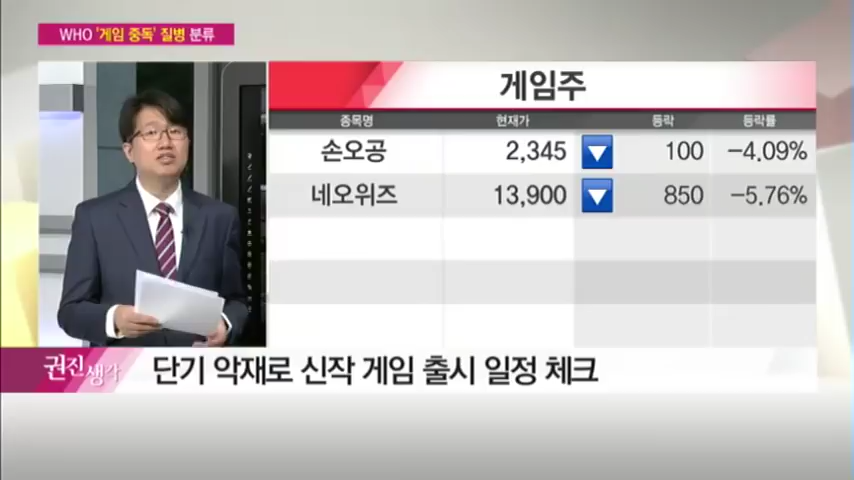 WHO '게임 중독' 질병 분류
게임주
종목명 현재가 등락 등락률
손오공 2,345 ▼ 100 -4.09%
네오위즈 13,900 ▼ 850 -5.76%
권진생각
단기 악재로 신작 게임 출시 일정 체크